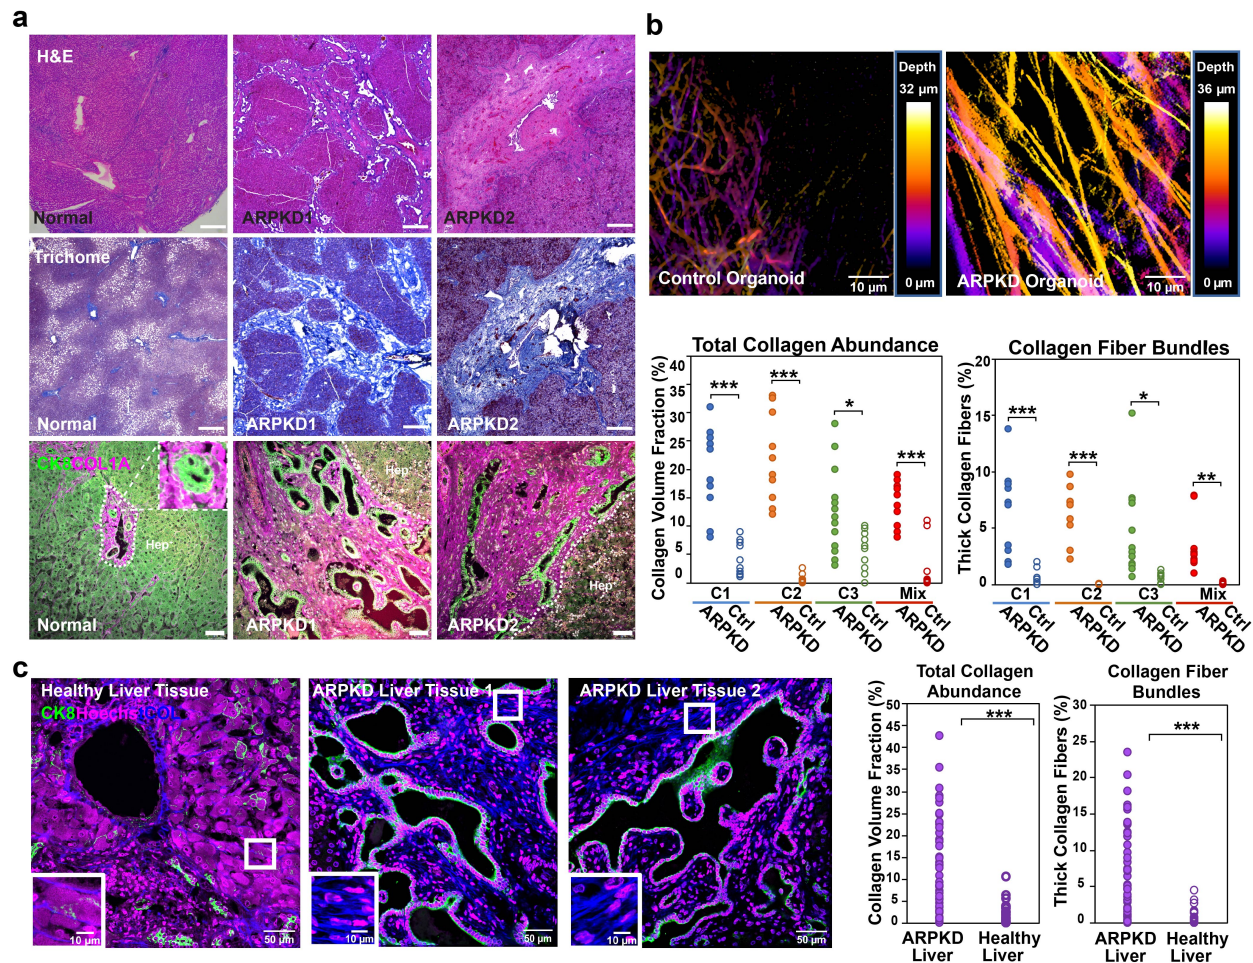 a
H&E
Normal
ARPKD1
ARPKD2
Trichome
Normal
ARPKD1
ARPKD2
CK8COL1A
Hep
Normal
Hep
ARPKD1
Hep
ARPKD2
b
Control Organoid
10 µm
Depth
32 µm
0 µm
ARPKD Organoid
10 µm
Depth
36 µm
0 µm
Total Collagen Abundance
Collagen Volume Fraction (%)
40
35
30
25
20
15
10
5
0
***
***
*
***
C1
C2
C3
Mix
ARPKD
Ctrl
ARPKD
Ctrl
ARPKD
Ctrl
ARPKD
Ctrl
Collagen Fiber Bundles
Thick Collagen Fibers (%)
20
15
10
5
0
***
***
*
**
C1
C2
C3
Mix
ARPKD
Ctrl
ARPKD
Ctrl
ARPKD
Ctrl
ARPKD
Ctrl
c
Healthy Liver Tissue
CK8HoechstCOL
10 µm
50 µm
ARPKD Liver Tissue 1
10 µm
50 µm
ARPKD Liver Tissue 2
10 µm
50 µm
Total Collagen
Abundance
Collagen Volume Fraction (%)
50
45
40
35
30
25
20
15
10
5
0
***
ARPKD
Liver
Healthy
Liver
Collagen Fiber
Bundles
Thick Collagen Fibers (%)
30
25
20
15
10
5
0
***
ARPKD
Liver
Healthy
Liver